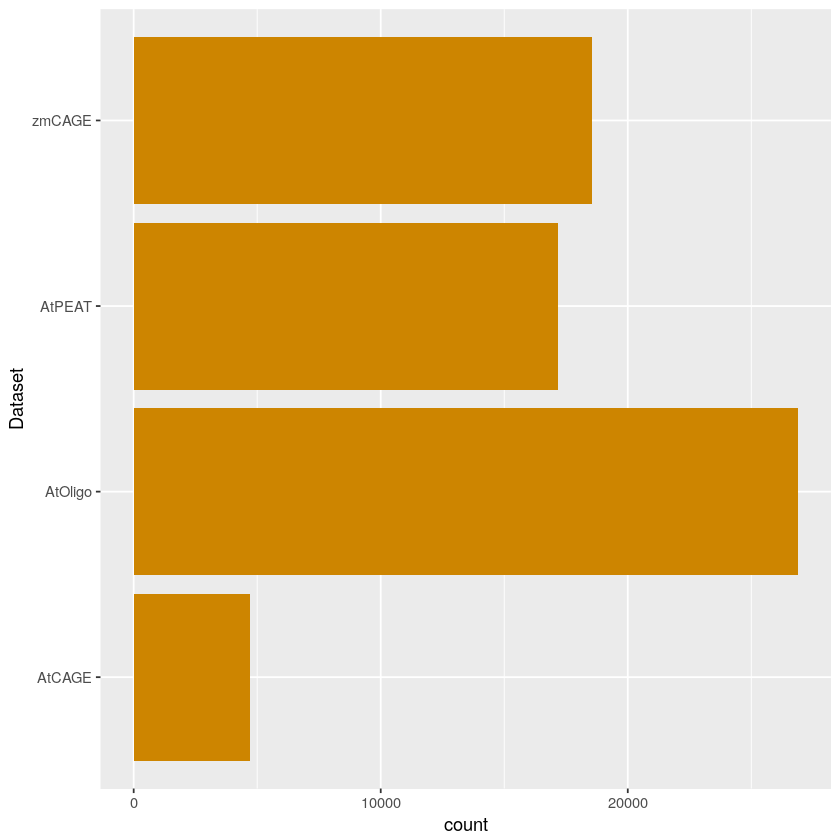 zmCAGE
AtPEAT
AtOligo
AtCAGE
Dataset
0 10000 20000
count